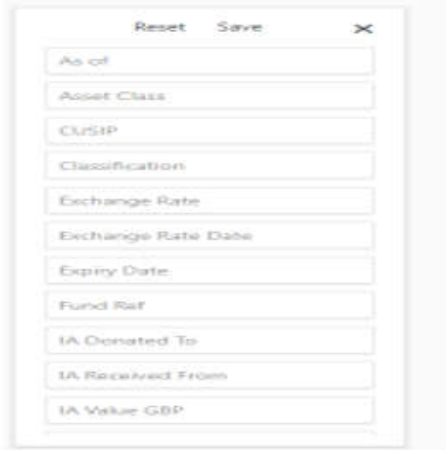 Reset Save ✕
As of
Asset Class
CUSIP
Classification
Exchange Rate
Exchange Rate Date
Expiry Date
Fund Ref
IA Donated To
IA Received From
IA Value GBP